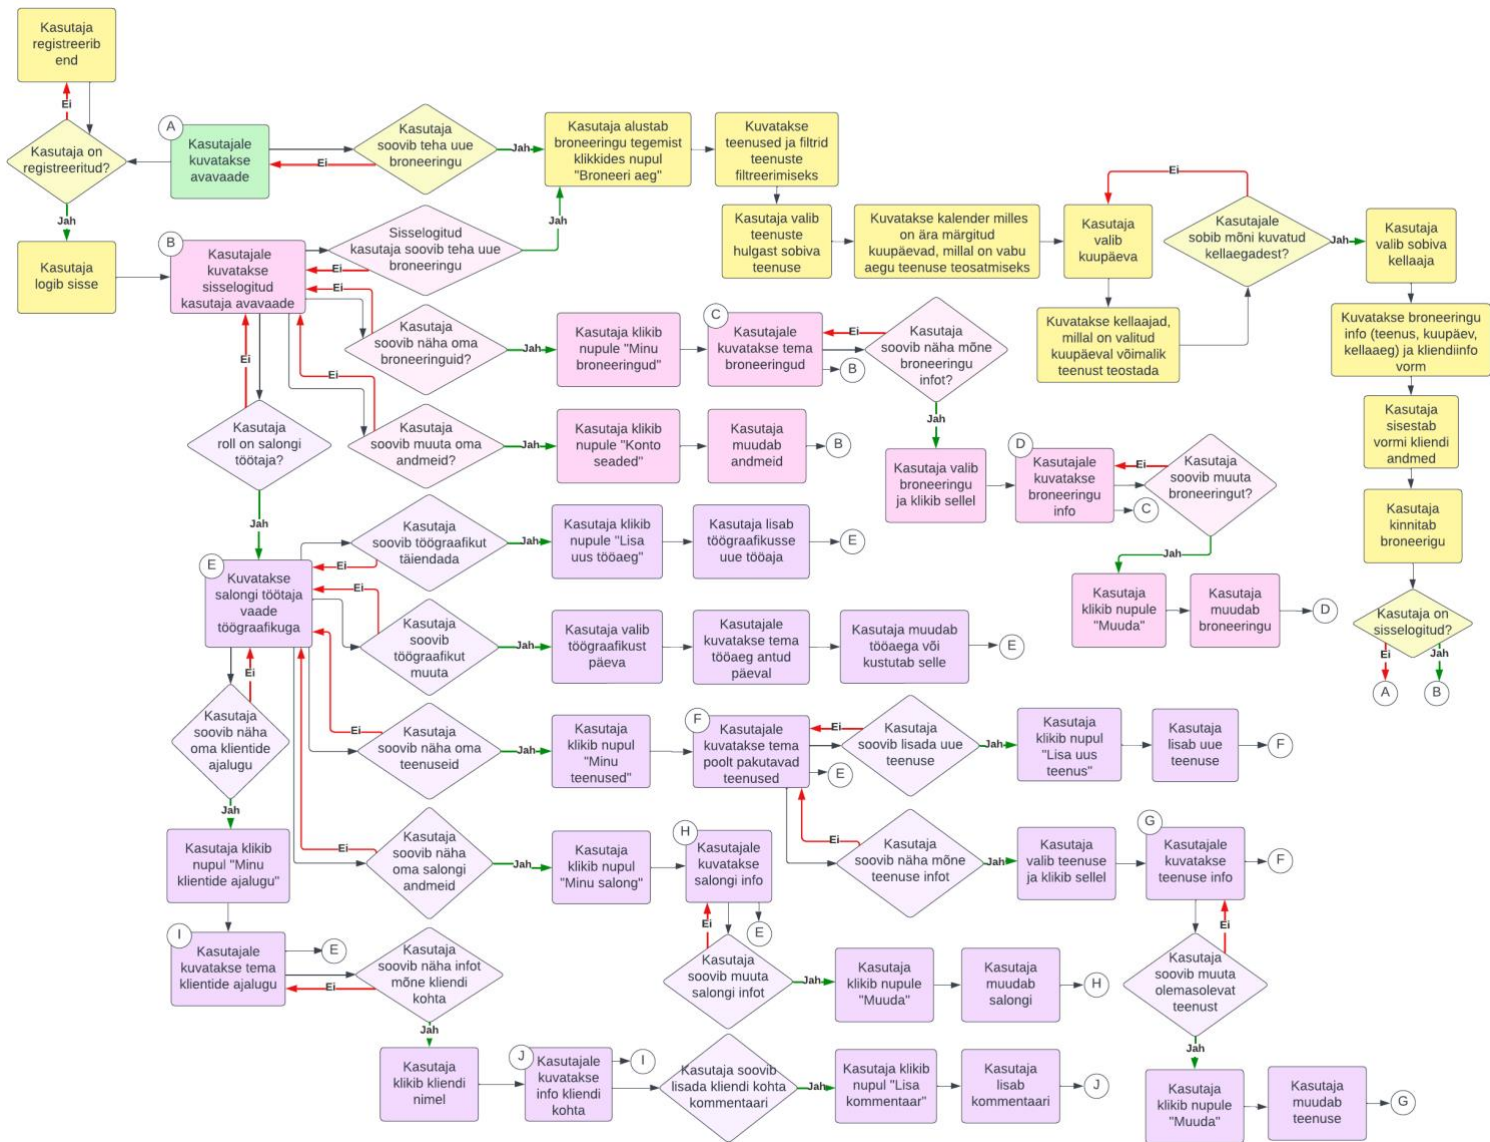 Kasutaja
registreerib
end
Ei
Kasutaja on
registreeritud?
Jah
Kasutaja
logib sisse
A
Kasutajale
kuvatakse
avavaade
Kasutaja
soovib teha uue
broneeringu
Ei
Jah
Kasutaja alustab
broneeringu tegemist
klikkides nupul
"Broneeri aeg"
Kuvatakse
teenused ja filtrid
teenuste
filtreerimiseks
Kasutaja valib
teenuste
hulgast sobiva
teenuse
Kuvatakse kalender milles
on ära märgitud
kuupäevad, millal on vabu
aegu teenuse teosatmiseks
Kasutaja
valib
kuupäeva
Ei
Kasutajale
sobib mõni kuvatud
kellaegadest?
Jah
Kasutaja
valib sobiva
kellaaja
Kuvatakse kellaajad,
millal on valitud
kuupäeval võimalik
teenust teostada
Kuvatakse broneeringu
info (teenus, kuupäev,
kellaaeg) ja kliendiinfo
vorm
Kasutaja
sisestab
vormi kliendi
andmed
Kasutaja
kinnitab
broneerigu
Kasutaja on
sisselogitud?
Ei
Jah
A
B
B
Kasutajale
kuvatakse
sisselogitud
kasutaja avavaade
Sisselogitud
kasutaja soovib teha uue
broneeringu
Ei
Jah
Ei
Kasutaja
soovib näha oma
broneeringuid?
Jah
Kasutaja klikib
nupule "Minu
broneeringud"
C
Kasutajale
kuvatakse tema
broneeringud
B
Ei
Kasutaja
soovib näha mõne
broneeringu
infot?
Jah
Kasutaja valib
broneeringu
ja klikib sellel
D
Kasutajale
kuvatakse
broneeringu
info
C
Ei
Kasutaja
soovib muuta
broneeringut?
Jah
Kasutaja
klikib nupule
"Muuda"
Kasutaja
muudab
broneeringu
D
Ei
Ei
Kasutaja
roll on salongi
töötaja?
Jah
Kasutaja
soovib muuta oma
andmeid?
Jah
Kasutaja klikib
nupule "Konto
seaded"
Kasutaja
muudab
andmeid
B
E
Kuvatakse
salongi töötaja
vaade
töögraafikuga
Kasutaja
soovib töögraafikut
täiendada
Ei
Jah
Kasutaja klikib
nupule "Lisa
uus tööaeg"
Kasutaja lisab
töögraafikusse
uue tööaja
E
Ei
Kasutaja
soovib
töögraafikut
muuta
Jah
Kasutaja valib
töögraafikust
päeva
Kasutajale
kuvatakse tema
tööaeg antud
päeval
Kasutaja muudab
tööaega või
kustutab selle
E
Ei
Kasutaja
soovib näha
oma klientide
ajalugu
Jah
Kasutaja klikib
nupul "Minu
klientide ajalugu"
Ei
Kasutaja
soovib näha oma
teenuseid
Jah
Kasutaja
klikib nupul
"Minu
teenused"
F
Kasutajale
kuvatakse tema
poolt pakutavad
teenused
E
Ei
Kasutaja
soovib lisada uue
teenuse
Jah
Kasutaja
klikib nupul
"Lisa uus
teenus"
Kasutaja
lisab uue
teenuse
F
Ei
Kasutaja
soovib näha mõne
teenuse infot
Jah
Kasutaja
valib teenuse
ja klikib sellel
G
Kasutajale
kuvatakse
teenuse info
F
Ei
Kasutaja
soovib muuta
olemasolevat
teenust
Jah
Kasutaja
klikib nupule
"Muuda"
Kasutaja
muudab
teenuse
G
Ei
Kasutaja
soovib näha
oma salongi
andmeid
Jah
Kasutaja
klikib nupul
"Minu salong"
H
Kasutajale
kuvatakse
salongi info
E
Ei
Kasutaja
soovib muuta
salongi infot
Jah
Kasutaja
klikib nupule
"Muuda"
Kasutaja
muudab
salongi
H
I
Kasutajale
kuvatakse tema
klientide ajalugu
E
Ei
Kasutaja
soovib näha infot
mõne kliendi
kohta
Jah
Kasutaja
klikib kliendi
nimel
J
Kasutajale
kuvatakse
info kliendi
kohta
I
Kasutaja soovib
lisada kliendi kohta
kommentaari
Jah
Kasutaja klikib
nupul "Lisa
kommentaar"
Kasutaja
lisab
kommentaari
J